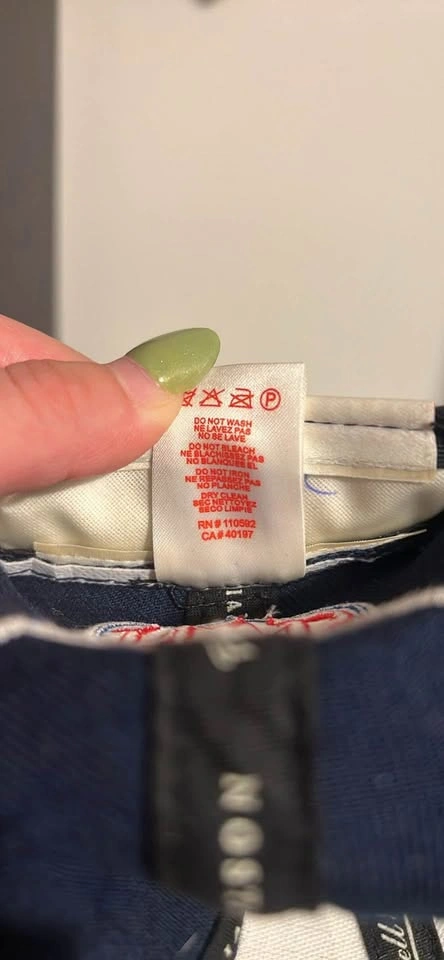 P
DO NOT WASH
NE LAVEZ PAS
NO SE LAVE
DO NOT BLEACH
NE BLACHISSEZ PAS
NO BLANQUEE EL
DO NOT IRON
NE REPASSEZ PAS
NO PLANCHE
DRY CLEAN
SEC NETTOYEZ
SECO LIMPIE
RN # 110592
CA# 40197